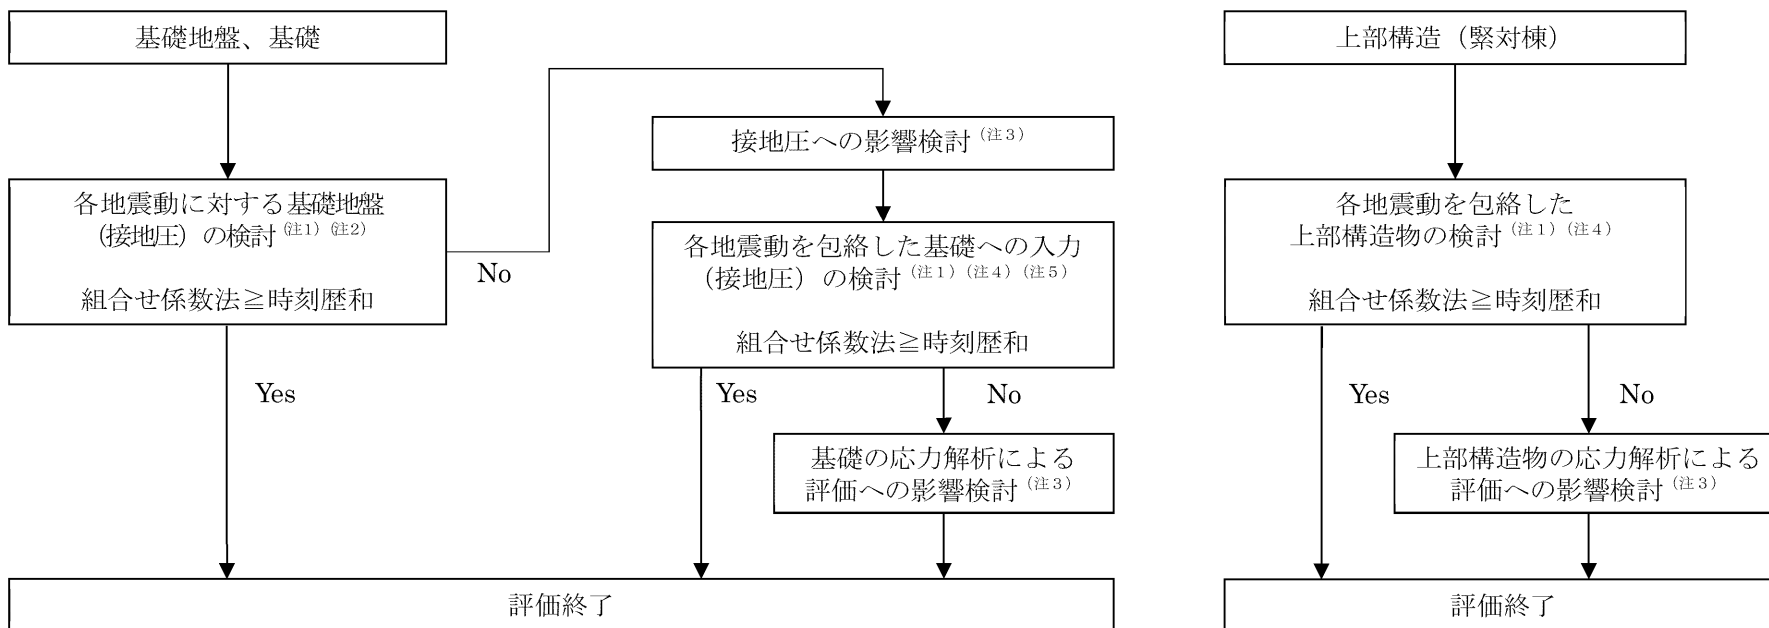 基礎地盤、基礎
各地震動に対する基礎地盤
(接地圧)の検討(注1)(注2)
組合せ係数法≧時刻歴和
No
Yes
接地圧への影響検討(注3)
各地震動を包絡した基礎への入力
(接地圧)の検討(注1)(注4)(注5)
組合せ係数法≧時刻歴和
Yes
No
基礎の応力解析による
評価への影響検討(注3)
評価終了
上部構造(緊対棟)
各地震動を包絡した
上部構造物の検討(注1)(注4)
組合せ係数法≧時刻歴和
Yes
No
上部構造物の応力解析による
評価への影響検討(注3)
評価終了